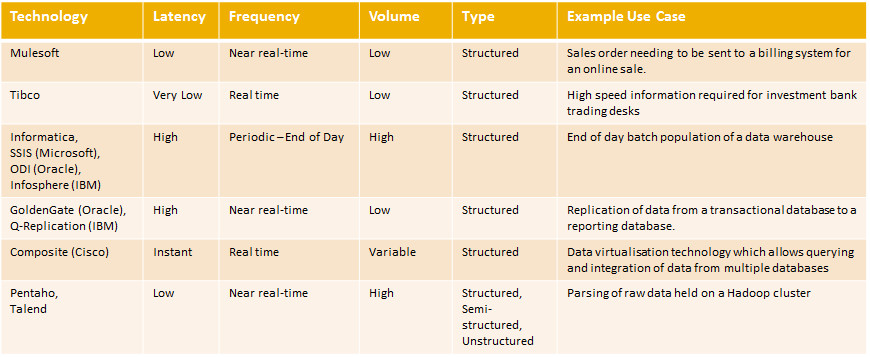 Technology Latency Frequency Volume Type Example Use Case
Mulesoft Low Near real-time Low Structured Sales order needing to be sent to a billing system for
an online sale.
Tibco Very Low Real time Low Structured High speed information required for investment bank
trading desks
Informatica, High Periodic – End of Day High Structured End of day batch population of a data warehouse
SSIS (Microsoft),
ODI (Oracle),
Infosphere (IBM)
GoldenGate (Oracle), High Near real-time Low Structured Replication of data from a transactional database to a
Q-Replication (IBM) reporting database.
Composite (Cisco) Instant Real time Variable Structured Data virtualisation technology which allows querying
and integration of data from multiple databases
Pentaho, Low Near real-time High Structured, Parsing of raw data held on a Hadoop cluster
Talend Semi-
structured,
Unstructured